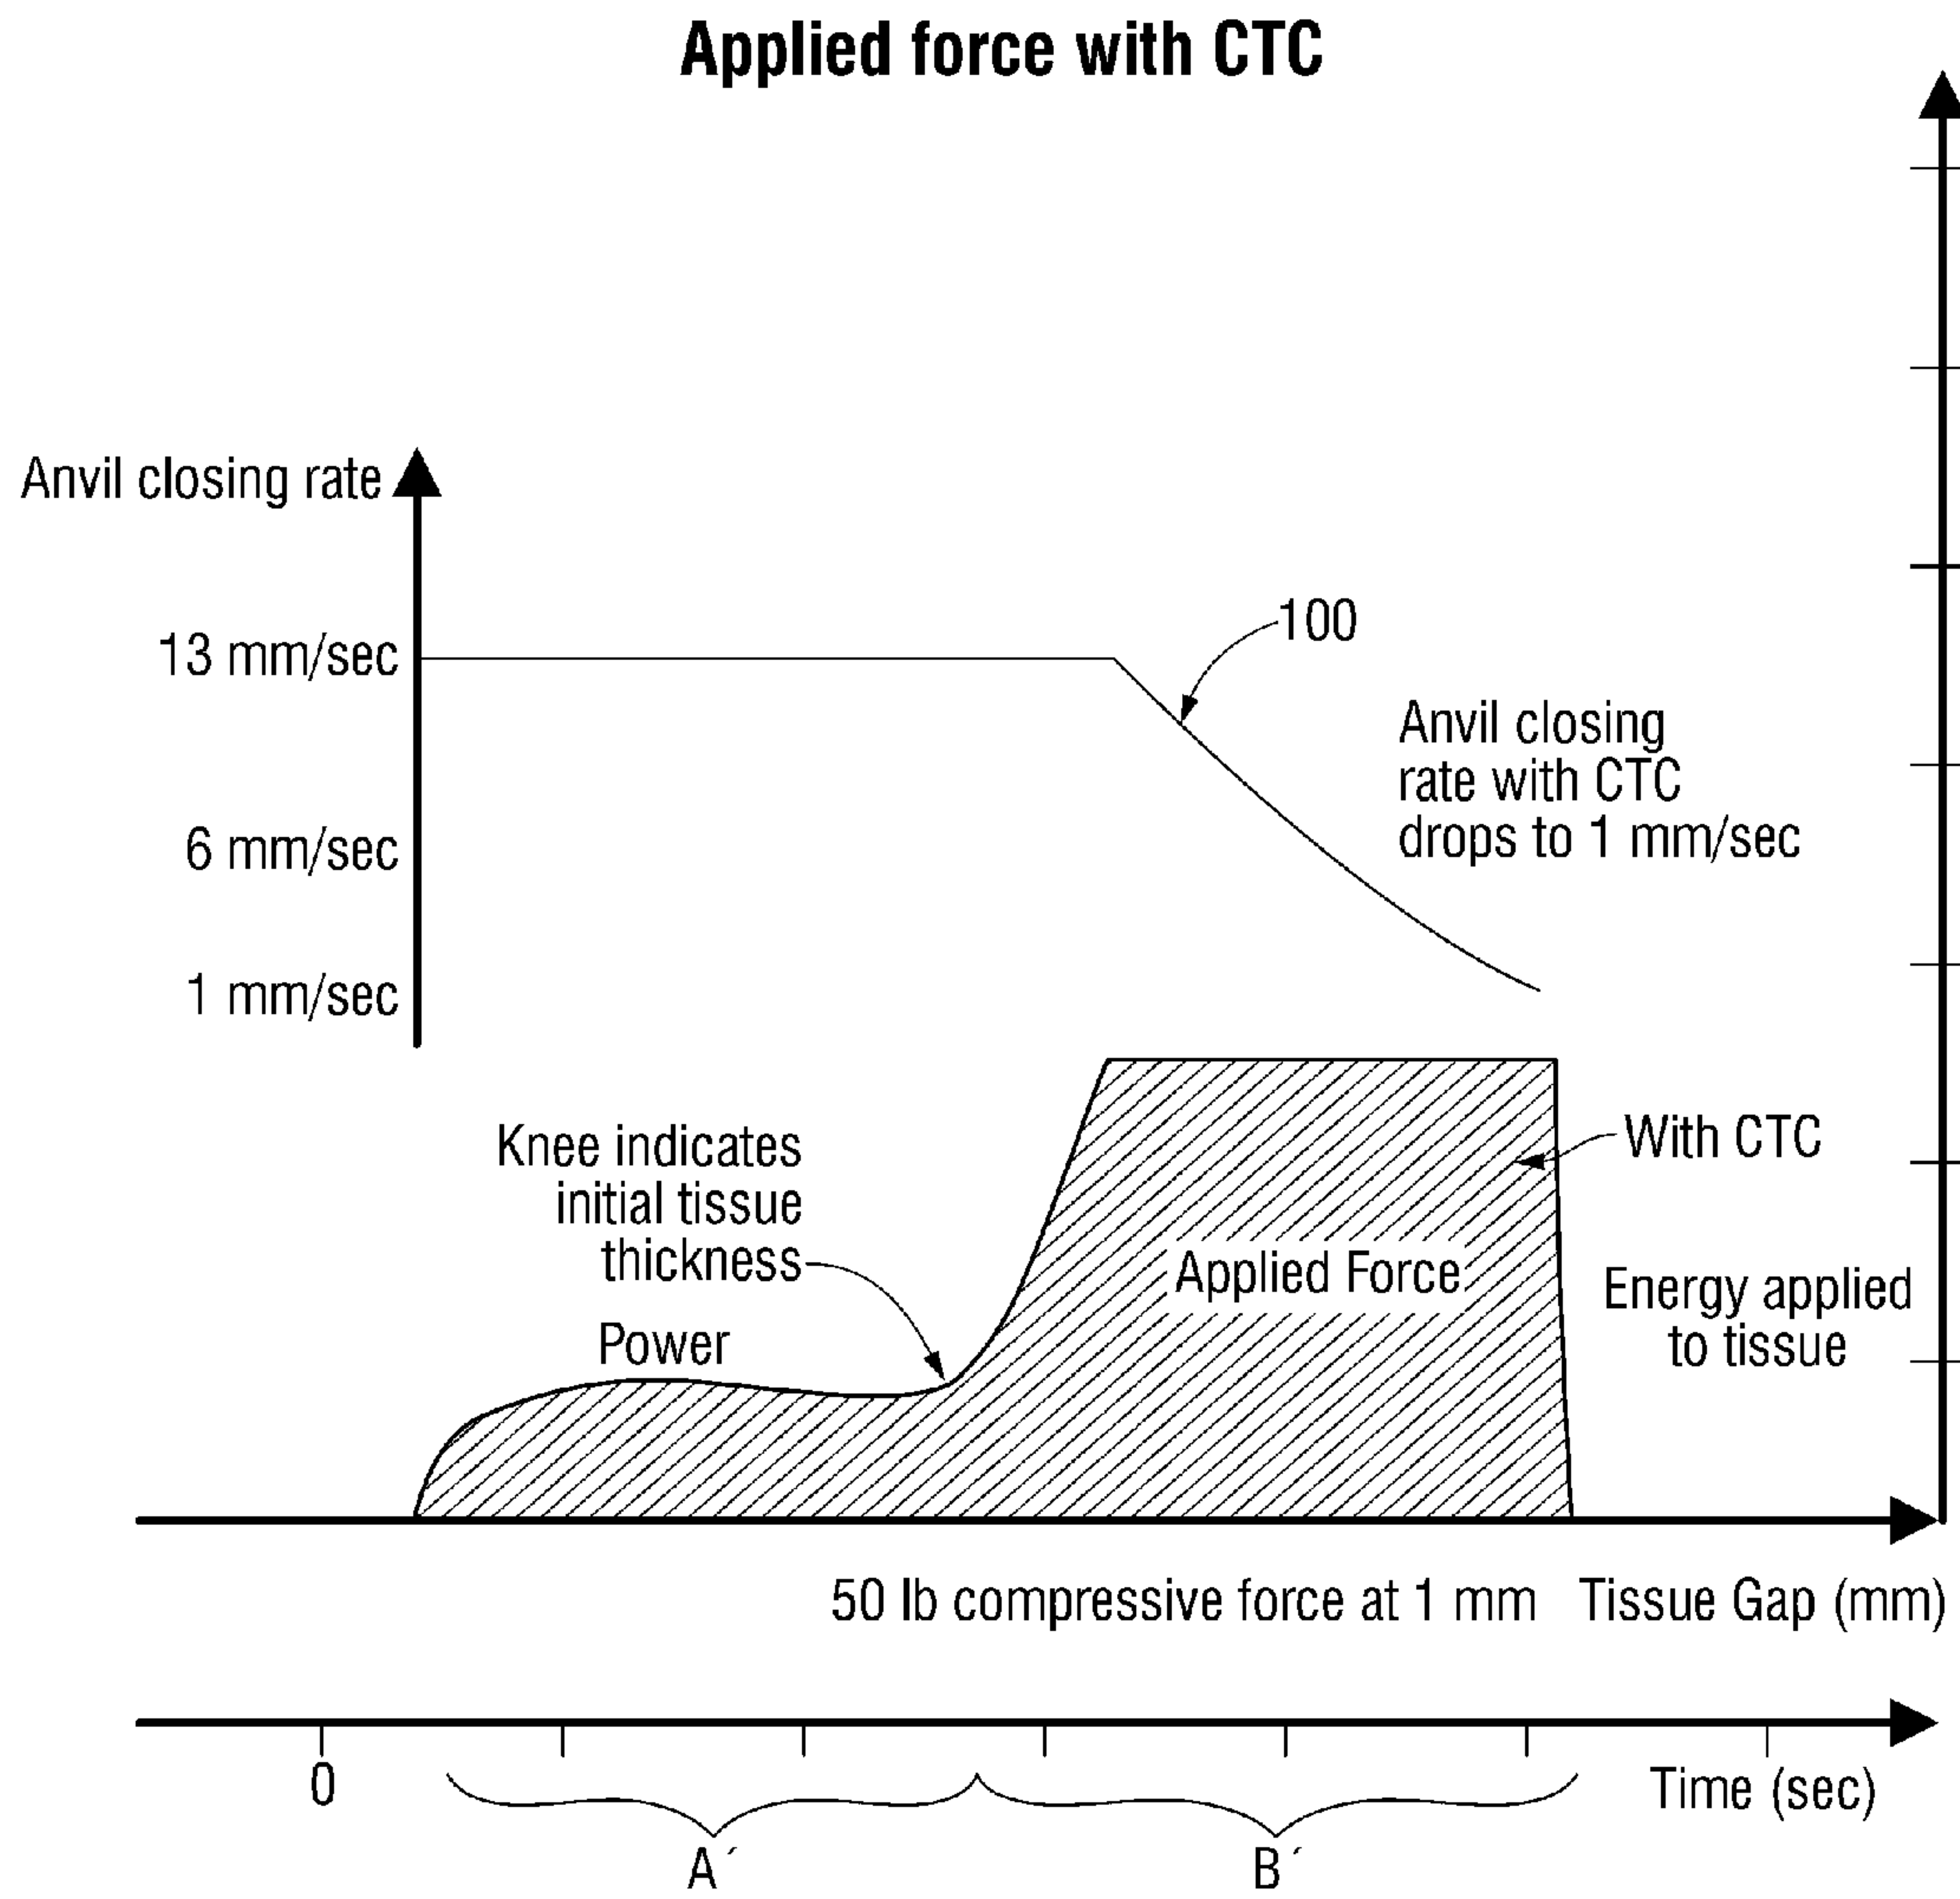 Applied force with CTC
Anvil closing rate
13 mm/sec
6 mm/sec
1 mm/sec
100
Anvil closing
rate with CTC
drops to 1 mm/sec
Knee indicates
initial tissue
thickness
Power
With CTC
Applied Force
Energy applied
to tissue
50 lb compressive force at 1 mm
Tissue Gap (mm)
0
Time (sec)
A´
B´